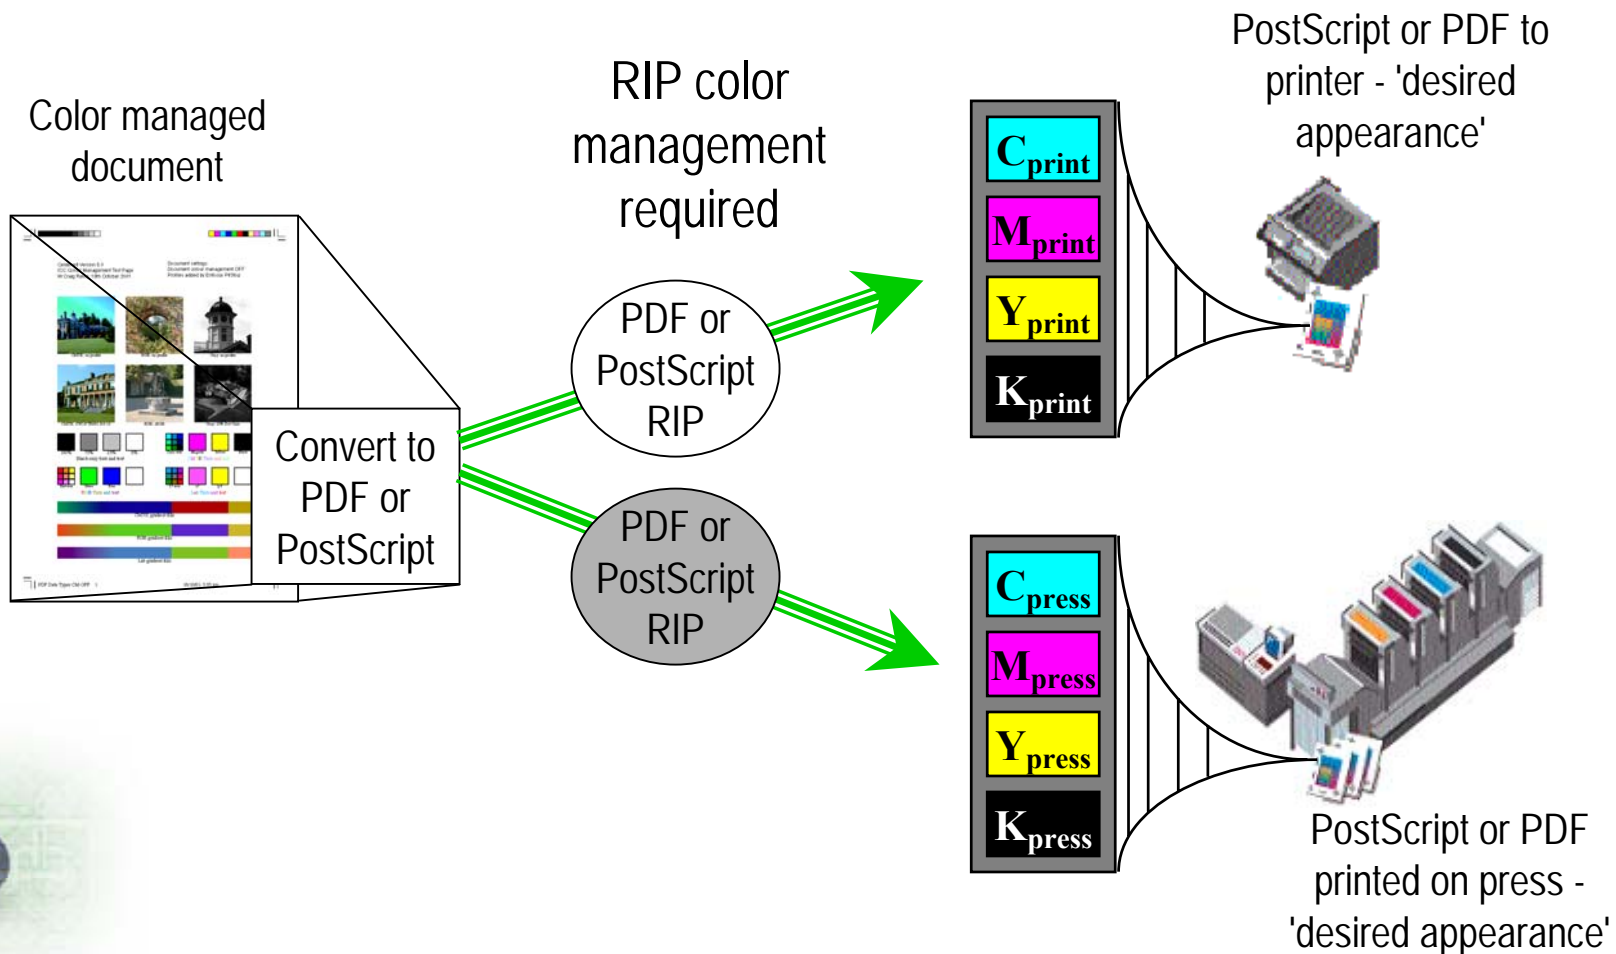 Color managed
document
RIP color
management
required
PostScript or PDF to
printer - 'desired
appearance'
Convert to
PDF or
PostScript
PDF or
PostScript
RIP
PDF or
PostScript
RIP
Cprint
Mprint
Yprint
Kprint
Cpress
Mpress
Ypress
Kpress
PostScript or PDF
printed on press -
'desired appearance'